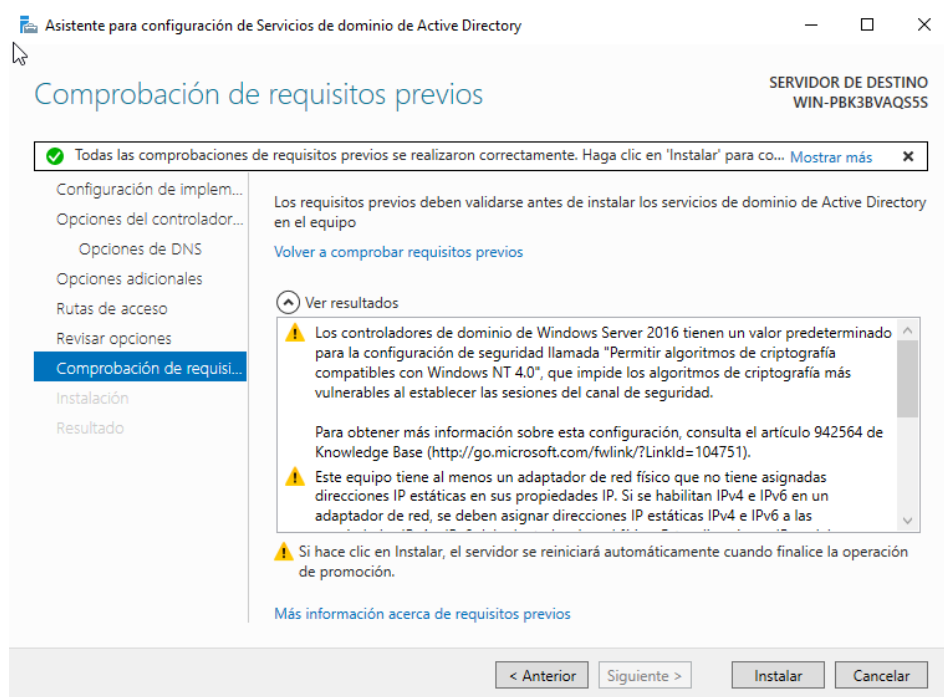 Asistente para configuración de Servicios de dominio de Active Directory
Comprobación de requisitos previos
SERVIDOR DE DESTINO
WIN-PBK3BVAQS5S
Todas las comprobaciones de requisitos previos se realizaron correctamente. Haga clic en 'Instalar' para co... Mostrar más
Configuración de implem...
Opciones del controlador...
Opciones de DNS
Opciones adicionales
Rutas de acceso
Revisar opciones
Comprobación de requisi...
Instalación
Resultado
Los requisitos previos deben validarse antes de instalar los servicios de dominio de Active Directory
en el equipo
Volver a comprobar requisitos previos
Ver resultados
Los controladores de dominio de Windows Server 2016 tienen un valor predeterminado
para la configuración de seguridad llamada "Permitir algoritmos de criptografía
compatibles con Windows NT 4.0", que impide los algoritmos de criptografía más
vulnerables al establecer las sesiones del canal de seguridad.
Para obtener más información sobre esta configuración, consulta el artículo 942564 de
Knowledge Base (http://go.microsoft.com/fwlink/?LinkId=104751).
Este equipo tiene al menos un adaptador de red físico que no tiene asignadas
direcciones IP estáticas en sus propiedades IP. Si se habilitan IPv4 e IPv6 en un
adaptador de red, se deben asignar direcciones IP estáticas IPv4 e IPv6 a las
Si hace clic en Instalar, el servidor se reiniciará automáticamente cuando finalice la operación
de promoción.
Más información acerca de requisitos previos
< Anterior
Siguiente >
Instalar
Cancelar